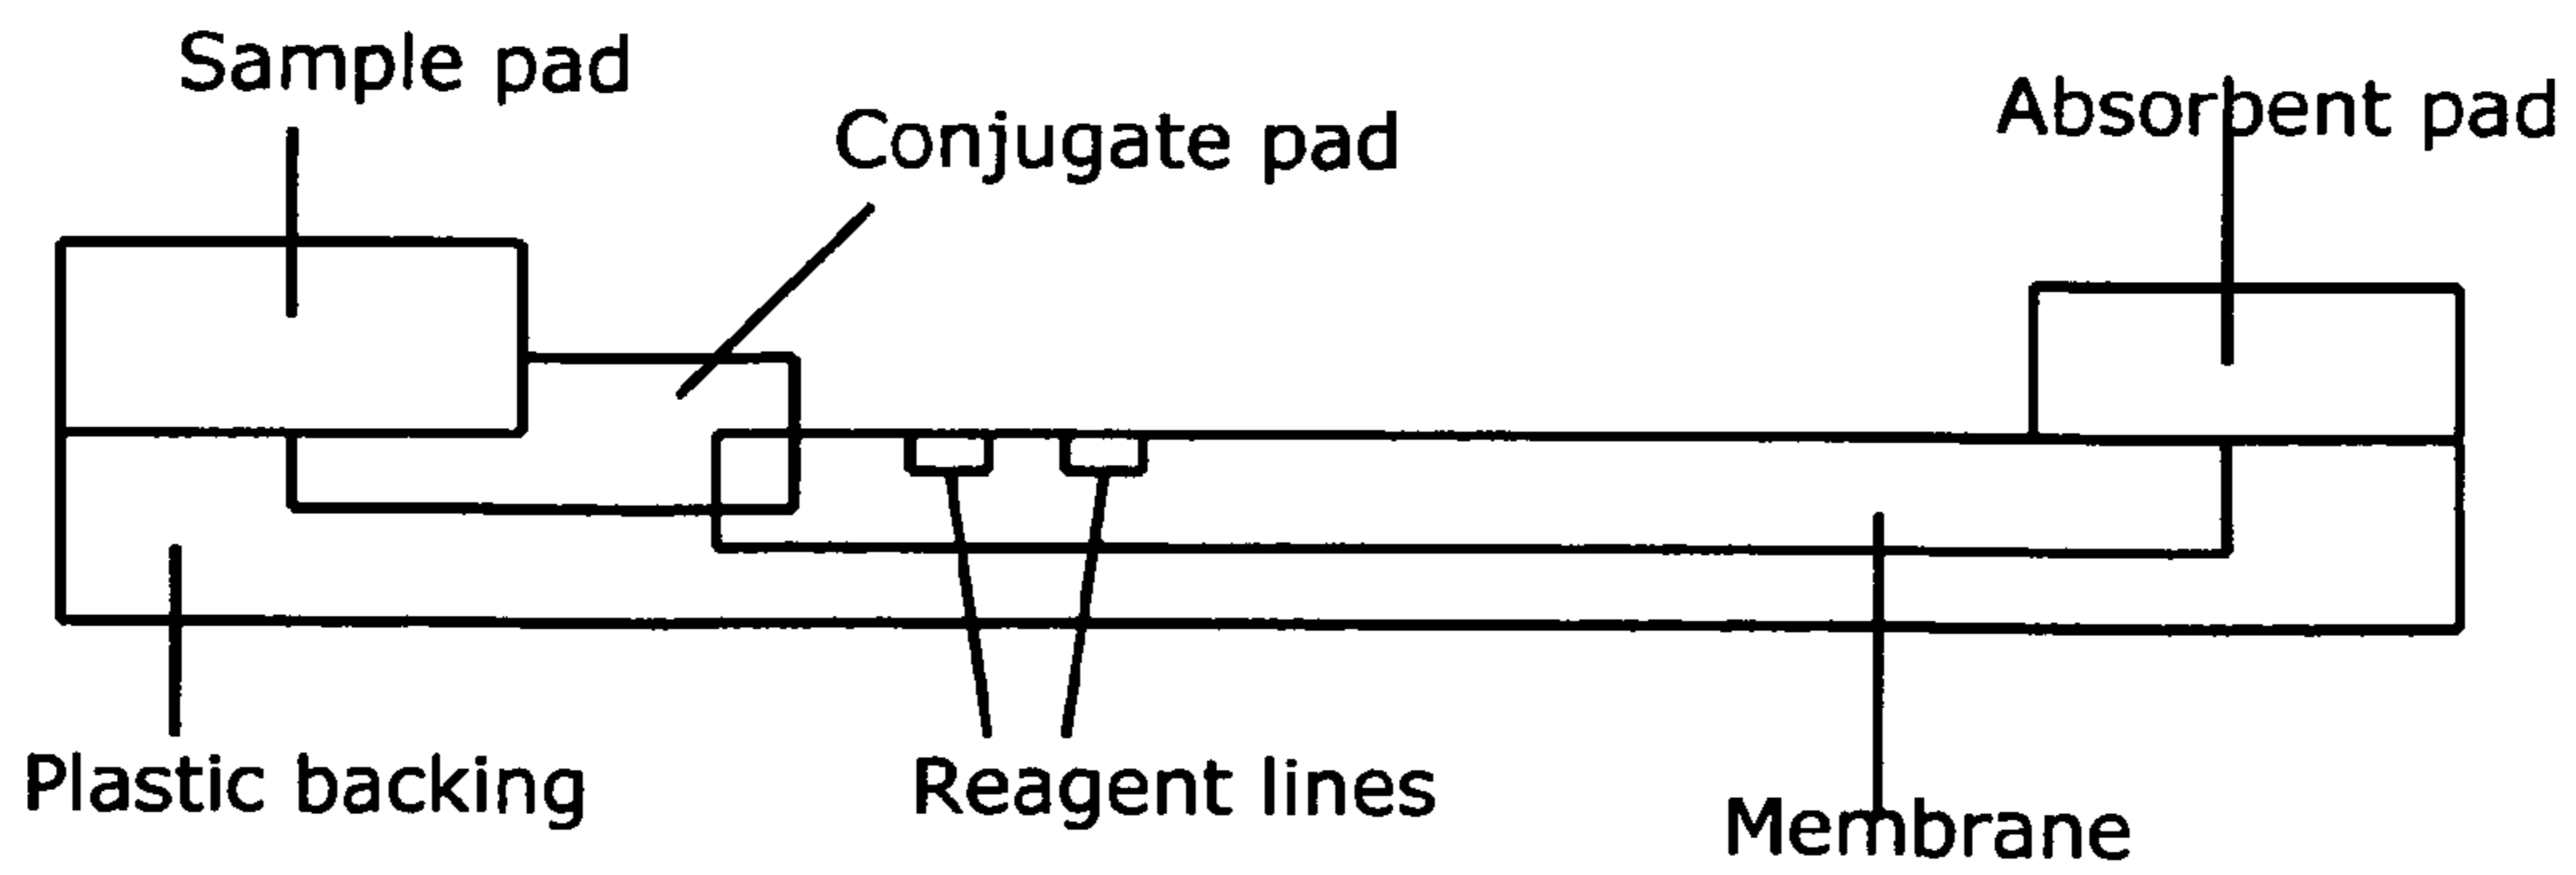 Sample pad
Conjugate pad
Absorbent pad
Plastic backing
Reagent lines
Membrane